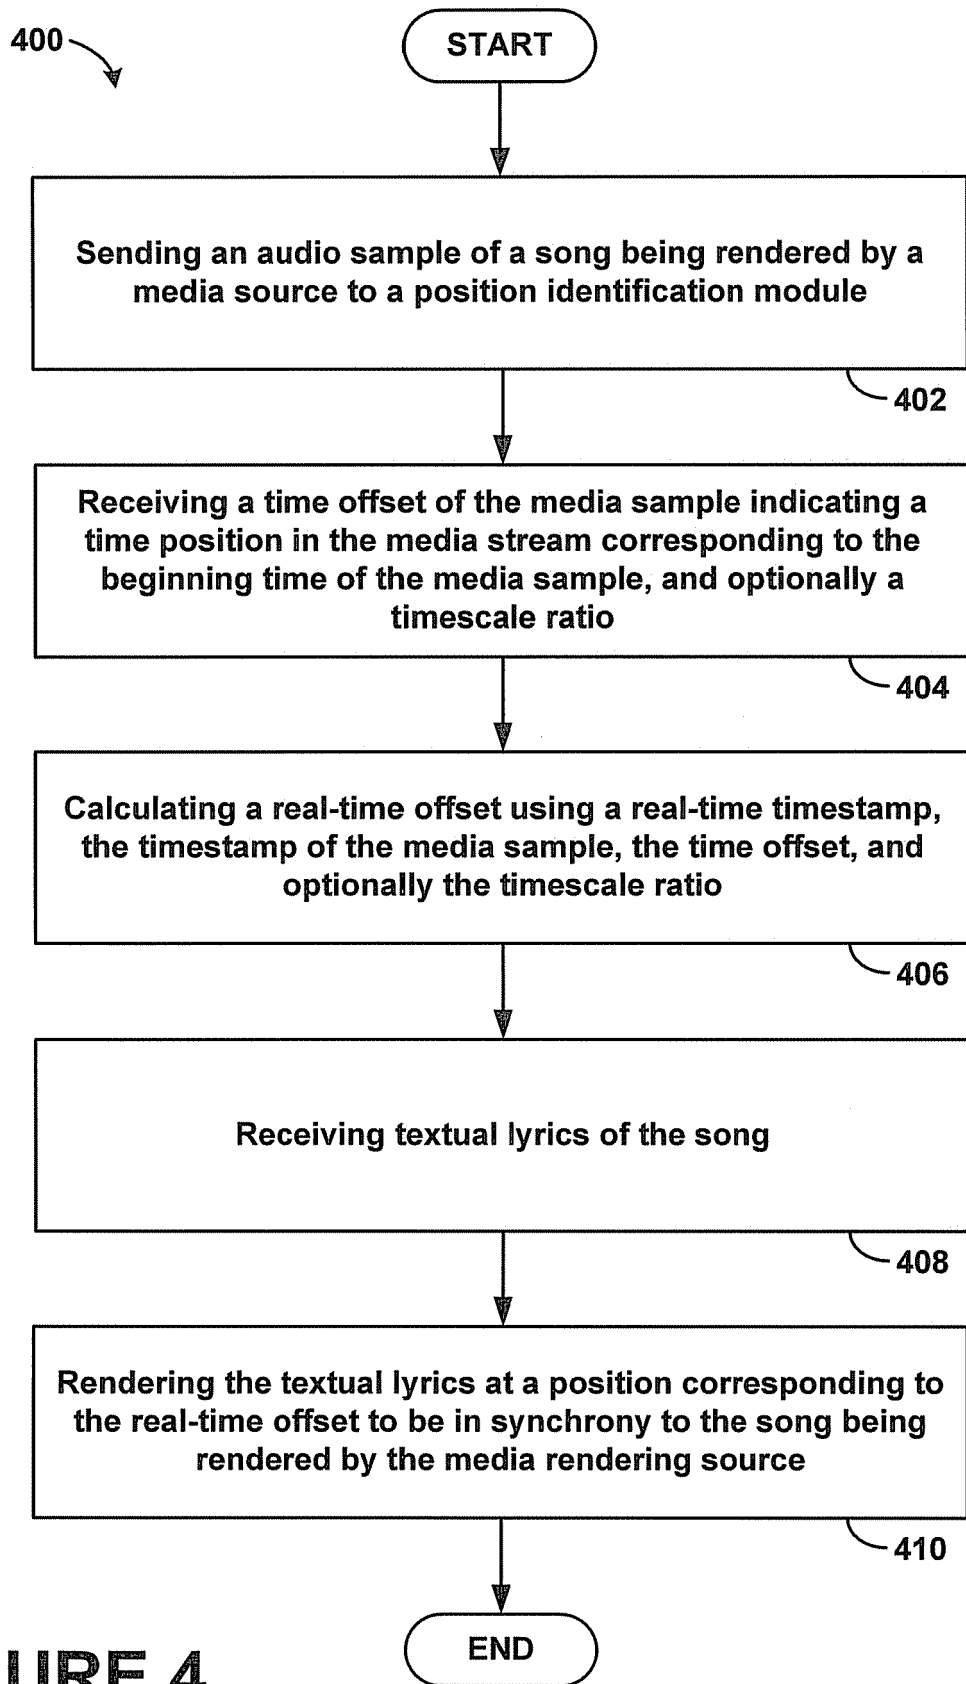 400
START
Sending an audio sample of a song being rendered by a
media source to a position identification module
402
Receiving a time offset of the media sample indicating a
time position in the media stream corresponding to the
beginning time of the media sample, and optionally a
timescale ratio
404
Calculating a real-time offset using a real-time timestamp,
the timestamp of the media sample, the time offset, and
optionally the timescale ratio
406
Receiving textual lyrics of the song
408
Rendering the textual lyrics at a position corresponding to
the real-time offset to be in synchrony to the song being
rendered by the media rendering source
410
END
URE 4